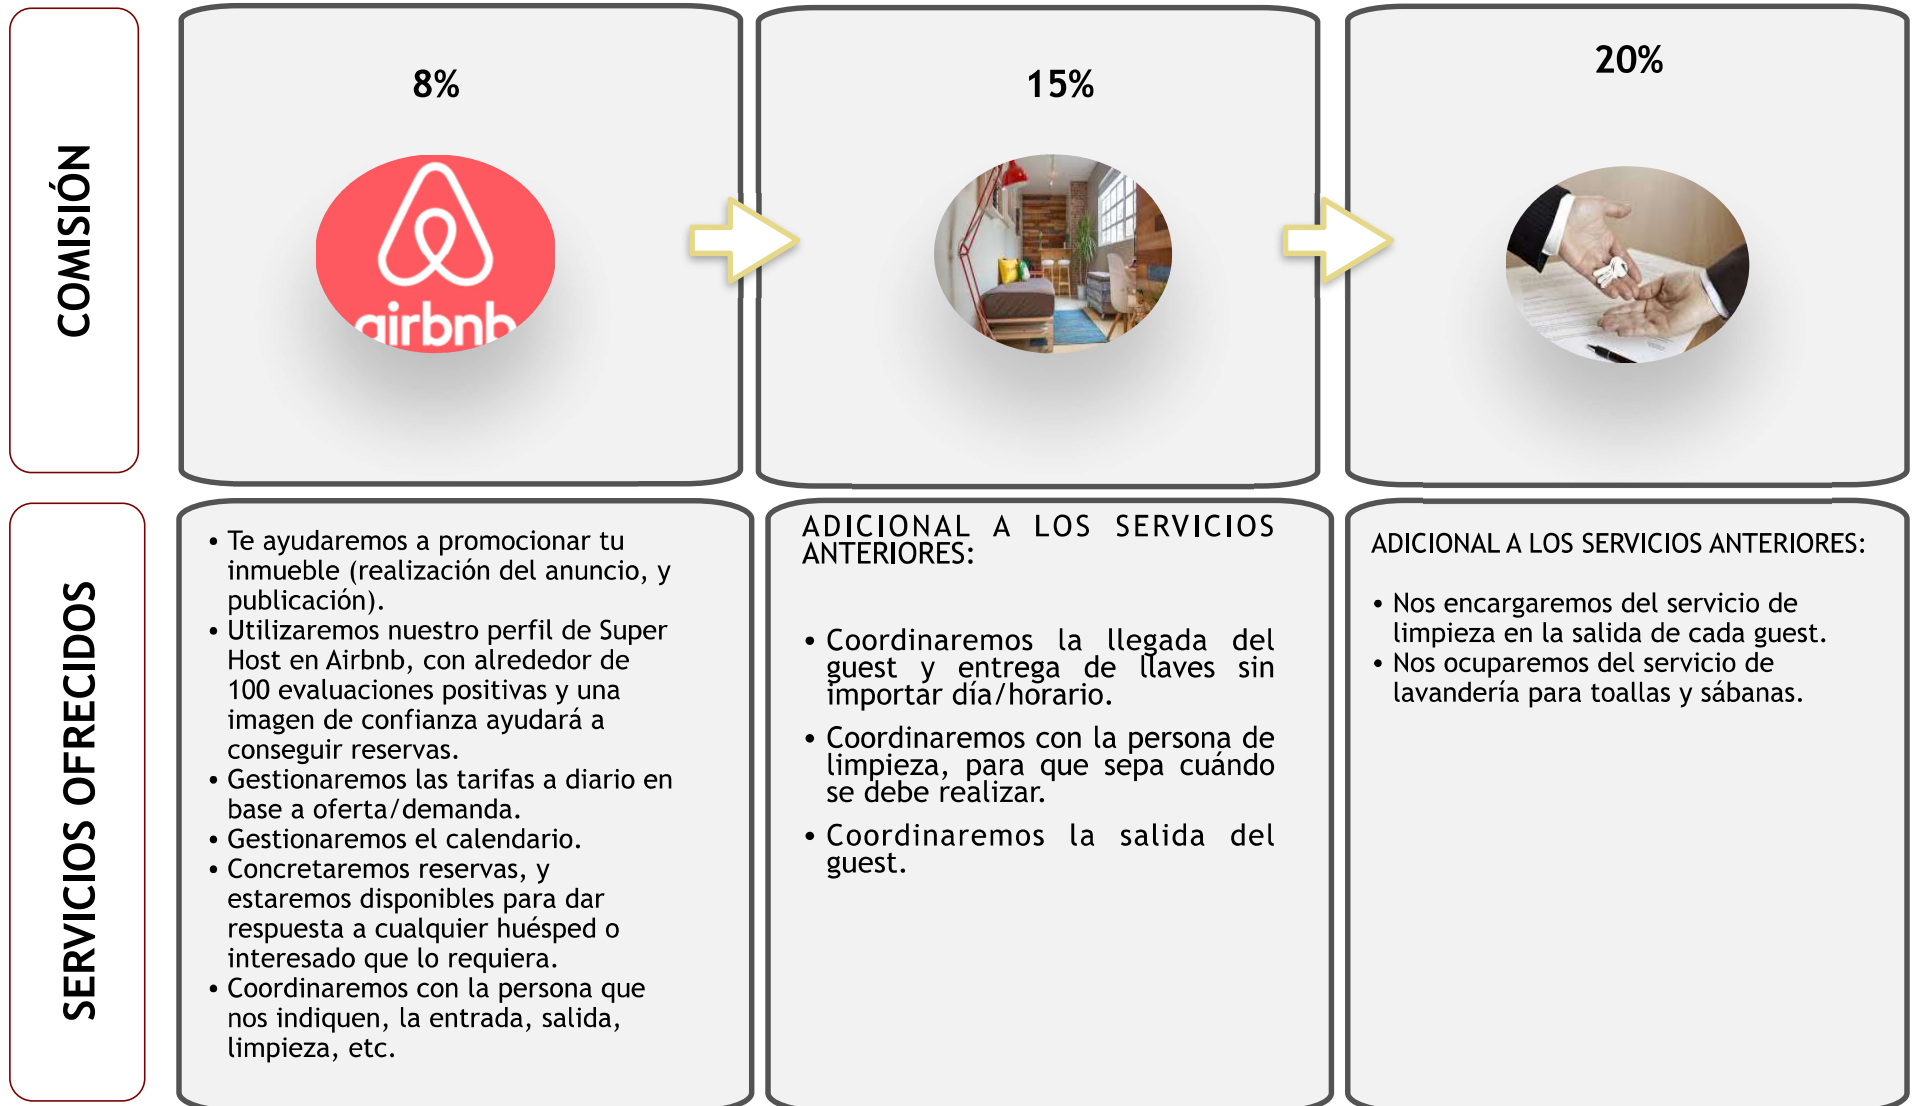 COMISIÓN
8%
airbnb
15%
20%
SERVICIOS OFRECIDOS
• Te ayudaremos a promocionar tu
inmueble (realización del anuncio, y
publicación).
• Utilizaremos nuestro perfil de Super
Host en Airbnb, con alrededor de
100 evaluaciones positivas y una
imagen de confianza ayudará a
conseguir reservas.
• Gestionaremos las tarifas a diario en
base a oferta/demanda.
• Gestionaremos el calendario.
• Concretaremos reservas, y
estaremos disponibles para dar
respuesta a cualquier huésped o
interesado que lo requiera.
• Coordinaremos con la persona que
nos indiquen, la entrada, salida,
limpieza, etc.
ADICIONAL A LOS SERVICIOS
ANTERIORES:
• Coordinaremos la llegada del
guest y entrega de llaves sin
importar día/horario.
• Coordinaremos con la persona de
limpieza, para que sepa cuándo
se debe realizar.
• Coordinaremos la salida del
guest.
ADICIONAL A LOS SERVICIOS ANTERIORES:
• Nos encargaremos del servicio de
limpieza en la salida de cada guest.
• Nos ocuparemos del servicio de
lavandería para toallas y sábanas.